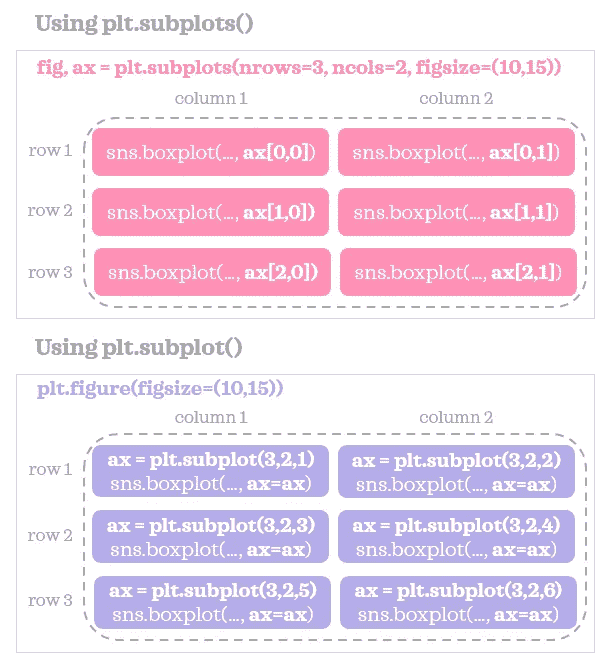 Using plt.subplots()
fig, ax = plt.subplots(nrows=3, ncols=2, figsize=(10,15))
column 1 column 2
row 1 sns.boxplot(..., ax[0,0]) sns.boxplot(..., ax[0,1])
row 2 sns.boxplot(..., ax[1,0]) sns.boxplot(..., ax[1,1])
row 3 sns.boxplot(..., ax[2,0]) sns.boxplot(..., ax[2,1])
Using plt.subplot()
plt.figure(figsize=(10,15))
column 1 column 2
ax = plt.subplot(3,2,1) ax = plt.subplot(3,2,2)
row 1 sns.boxplot(..., ax=ax) sns.boxplot(..., ax=ax)
ax = plt.subplot(3,2,3) ax = plt.subplot(3,2,4)
row 2 sns.boxplot(..., ax=ax) sns.boxplot(..., ax=ax)
ax = plt.subplot(3,2,5) ax = plt.subplot(3,2,6)
row 3 sns.boxplot(..., ax=ax) sns.boxplot(..., ax=ax)